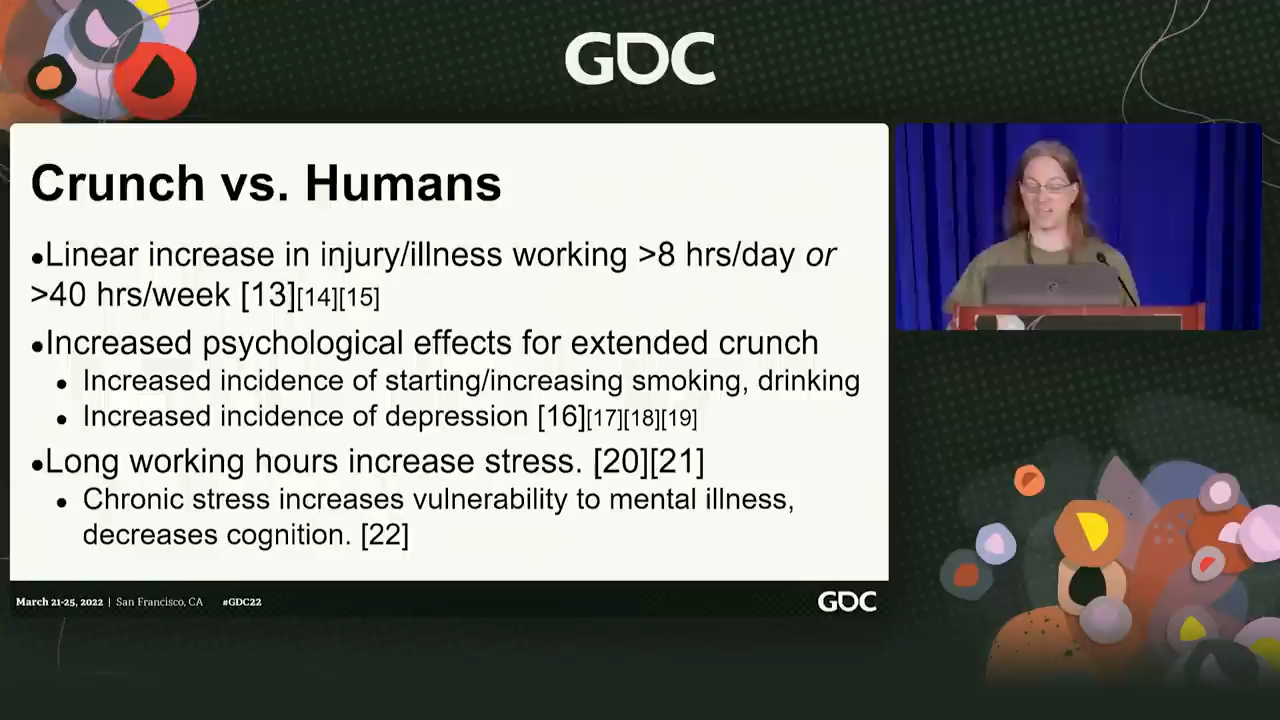 GDC
Crunch vs. Humans
•Linear increase in injury/illness working >8 hrs/day or
>40 hrs/week [13][14][15]
•Increased psychological effects for extended crunch
• Increased incidence of starting/increasing smoking, drinking
• Increased incidence of depression [16][17][18][19]
•Long working hours increase stress. [20][21]
• Chronic stress increases vulnerability to mental illness,
decreases cognition. [22]
March 21-25, 2022 | San Francisco, CA #GDC22
GDC